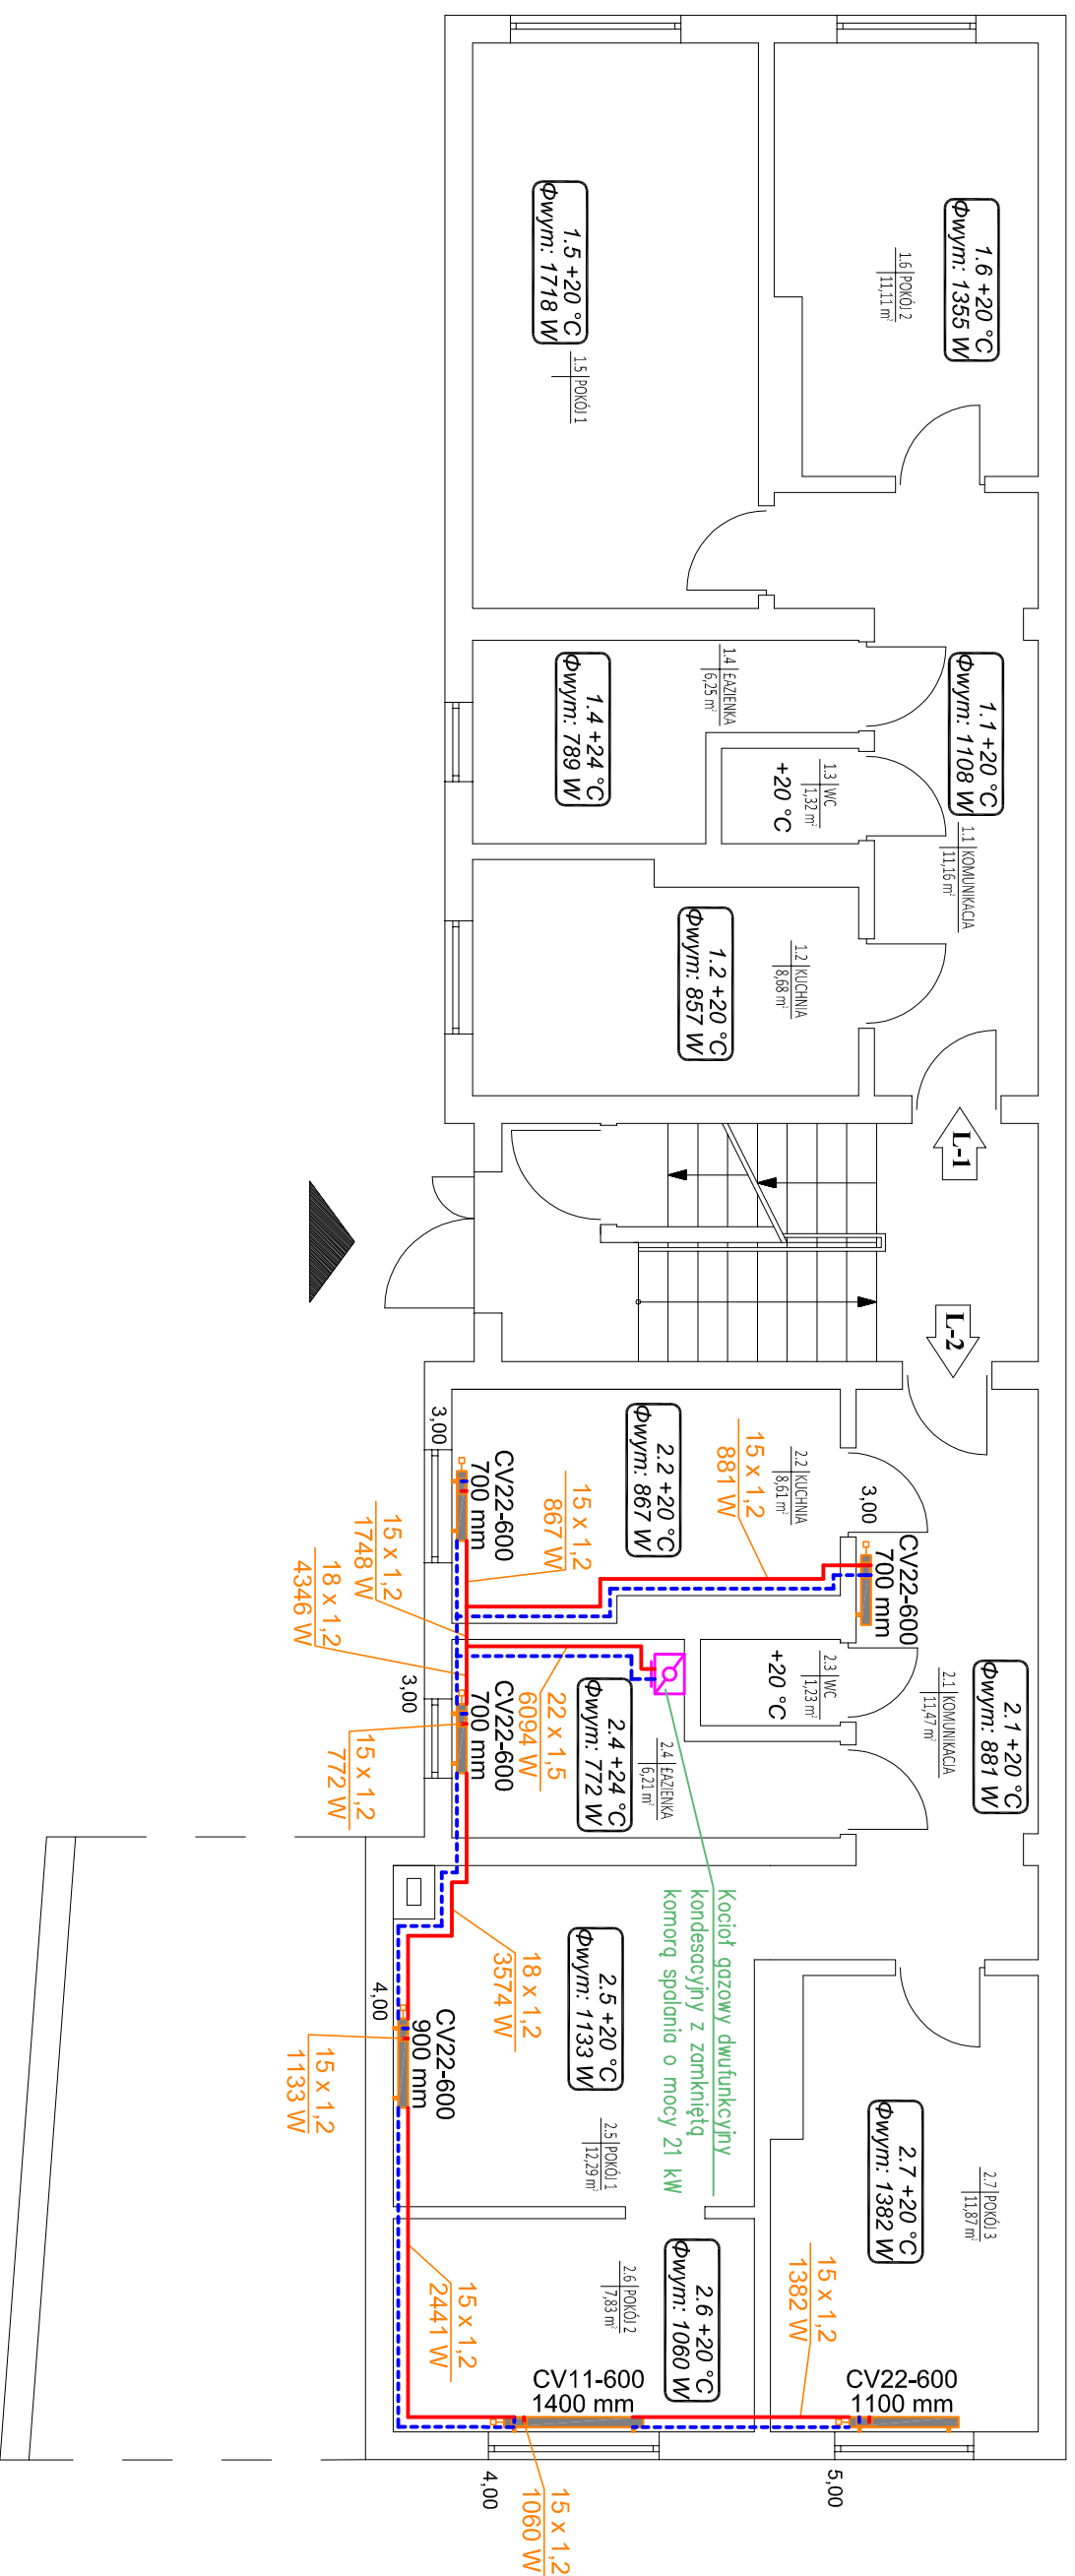 1.6 +20 °C
Φwym: 1355 W
1.6 POKÓJ 2
11,11 m²
1.5 +20 °C
Φwym: 1718 W
1.5 POKÓJ 1
1.1 +20 °C
Φwym: 1108 W
1.1 KOMUNIKACJA
11,16 m²
1.4 ŁAZIENKA
6,25 m²
1.4 +24 °C
Φwym: 789 W
1.3 WC
1,32 m²
+20 °C
1.2 KUCHNIA
8,68 m²
1.2 +20 °C
Φwym: 857 W
L-1
L-2
2.2 +20 °C
Φwym: 867 W
2.2 KUCHNIA
8,61 m²
15 x 1,2
881 W
3,00
CV22-600
700 mm
3,00
CV22-600
700 mm
15 x 1,2
867 W
15 x 1,2
1748 W
18 x 1,2
4346 W
2.1 +20 °C
Φwym: 881 W
2.1 KOMUNIKACJA
11,47 m²
2.3 WC
1,23 m²
+20 °C
2.4 ŁAZIENKA
6,21 m²
2.4 +24 °C
Φwym: 772 W
22 x 1,5
6094 W
3,00
CV22-600
700 mm
15 x 1,2
772 W
Kocioł gazowy dwufunkcyjny
kondesacyjny z zamkniętą
komorą spalania o mocy 21 kW
18 x 1,2
3574 W
2.5 +20 °C
Φwym: 1133 W
2.5 POKÓJ 1
12,29 m²
4,00
CV22-600
900 mm
15 x 1,2
1133 W
2.7 +20 °C
Φwym: 1382 W
2.7 POKÓJ 3
11,87 m²
2.6 +20 °C
Φwym: 1060 W
2.6 POKÓJ 2
7,83 m²
15 x 1,2
1382 W
15 x 1,2
2441 W
CV11-600
1400 mm
CV22-600
1100 mm
4,00
5,00
15 x 1,2
1060 W